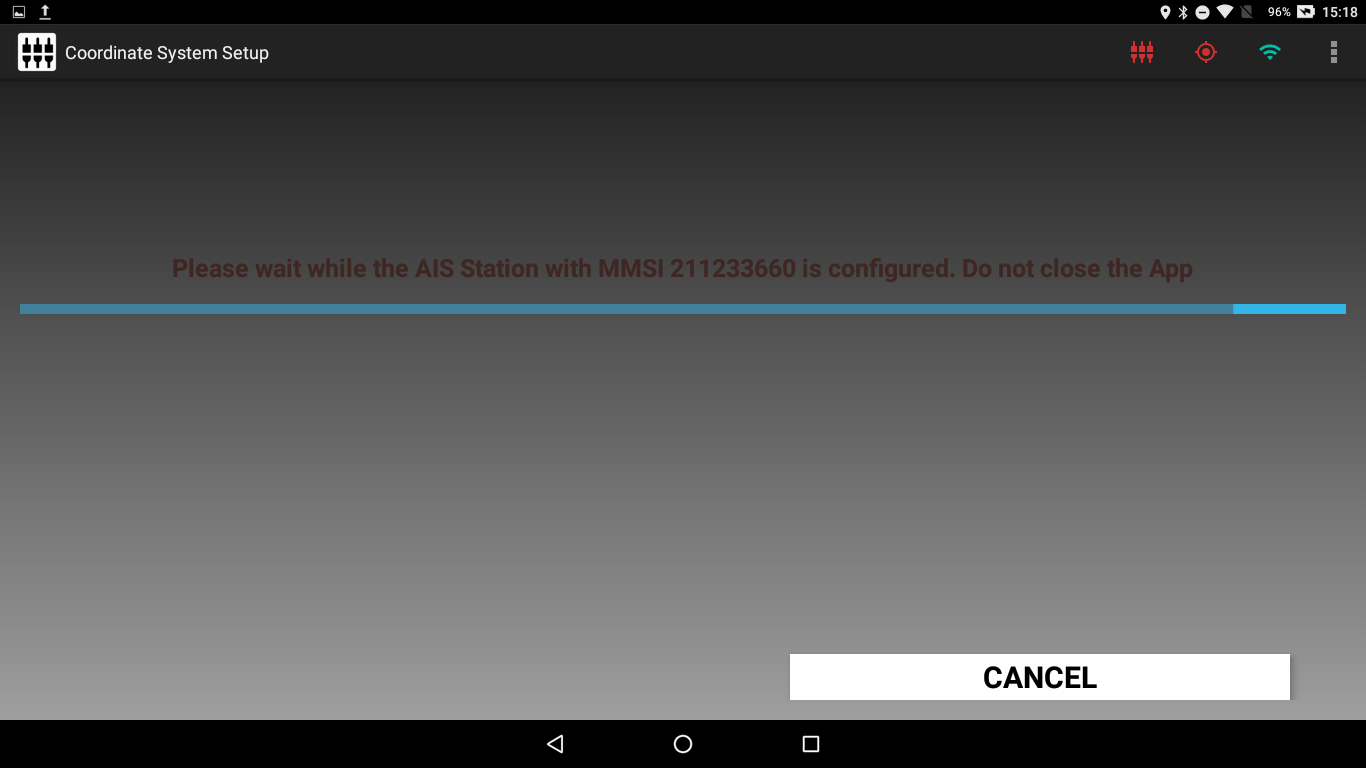 96% 15:18
Coordinate System Setup
Please wait while the AIS Station with MMSI 211233660 is configured. Do not close the App
CANCEL